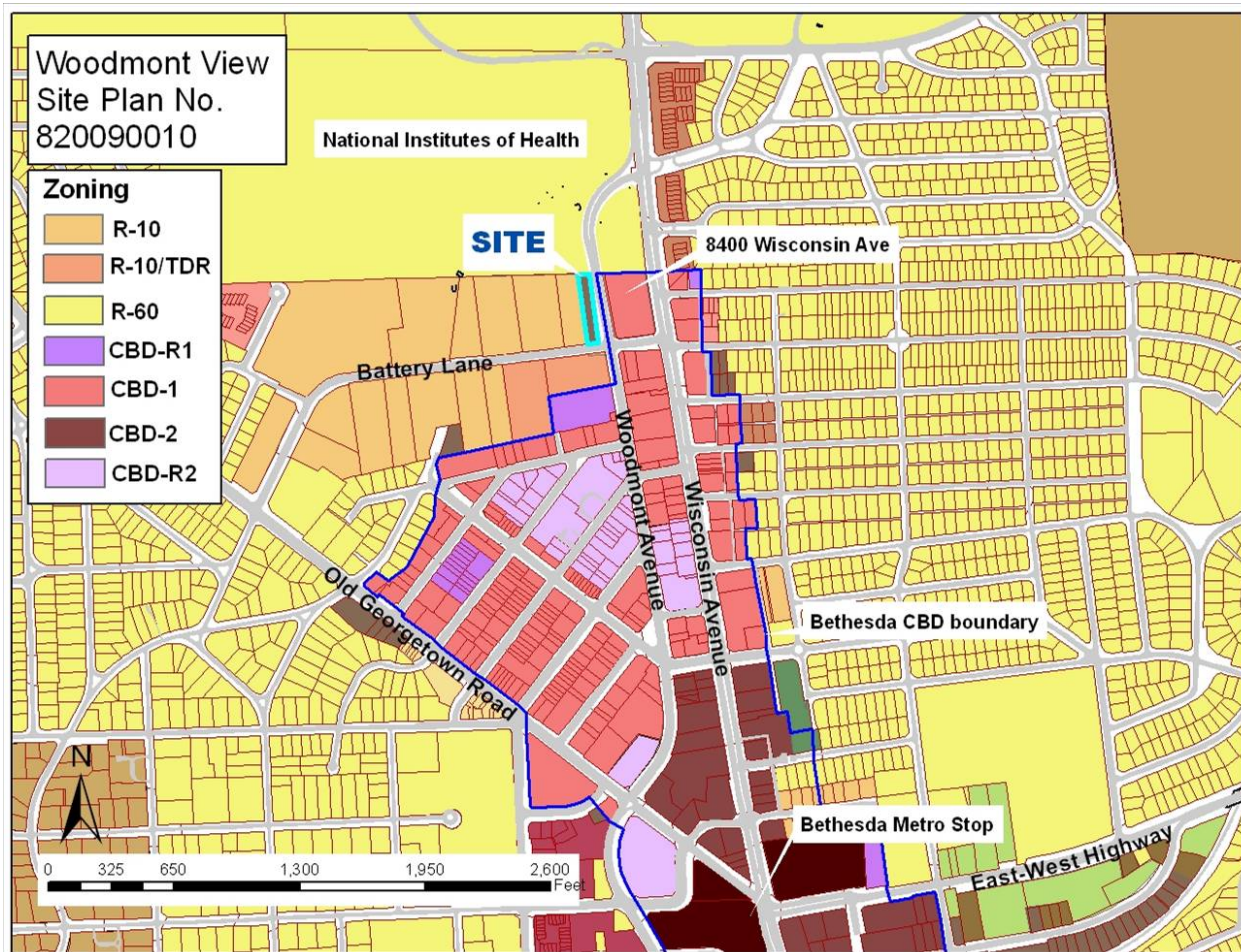 Woodmont View
Site Plan No.
820090010
National Institutes of Health
Zoning
R-10
R-10/TDR
R-60
CBD-R1
CBD-1
CBD-2
CBD-R2
SITE
8400 Wisconsin Ave
Battery Lane
Woodmont Avenue
Wisconsin Avenue
Old Georgetown Road
Bethesda CBD boundary
N
Bethesda Metro Stop
East-West Highway
0 325 650 1,300 1,950 2,600
Feet